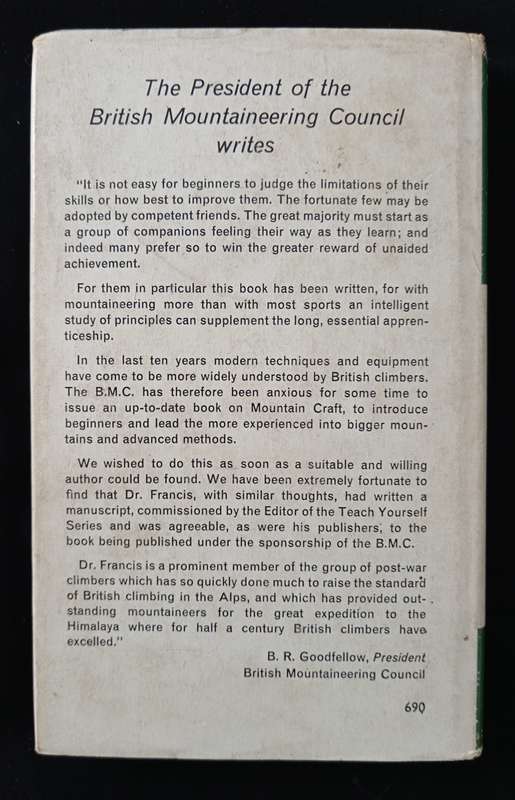 The President of the
British Mountaineering Council
writes
"It is not easy for beginners to judge the limitations of their
skills or how best to improve them. The fortunate few may be
adopted by competent friends. The great majority must start as
a group of companions feeling their way as they learn; and
indeed many prefer so to win the greater reward of unaided
achievement.
For them in particular this book has been written, for with
mountaineering more than with most sports an intelligent
study of principles can supplement the long, essential appren-
ticeship.
In the last ten years modern techniques and equipment
have come to be more widely understood by British climbers.
The B.M.C. has therefore been anxious for some time to
issue an up-to-date book on Mountain Craft, to introduce
beginners and lead the more experienced into bigger moun-
tains and advanced methods.
We wished to do this as soon as a suitable and willing
author could be found. We have been extremely fortunate to
find that Dr. Francis, with similar thoughts, had written a
manuscript, commissioned by the Editor of the Teach Yourself
Series and was agreeable, as were his publishers, to the
book being published under the sponsorship of the B.M.C.
Dr. Francis is a prominent member of the group of post-war
climbers which has so quickly done much to raise the standard
of British climbing in the Alps, and which has provided out-
standing mountaineers for the great expedition to the
Himalaya where for half a century British climbers have
excelled."
B. R. Goodfellow, President
British Mountaineering Council
690